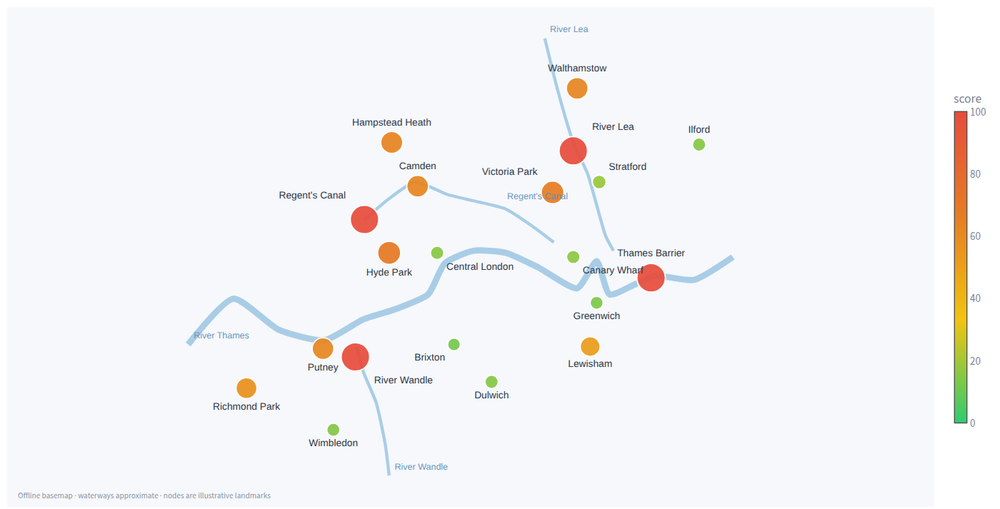 River Lea
Walthamstow
score
100
80
60
40
20
0
Hampstead Heath
River Lea
Ilford
Camden
Victoria Park
Stratford
Regent's Canal
Regent's Canal
Thames Barrier
Hyde Park
Central London
Canary Wharf
Greenwich
River Thames
Brixton
Lewisham
Putney
River Wandle
Dulwich
Richmond Park
Wimbledon
River Wandle
Offline basemap · waterways approximate · nodes are illustrative landmarks